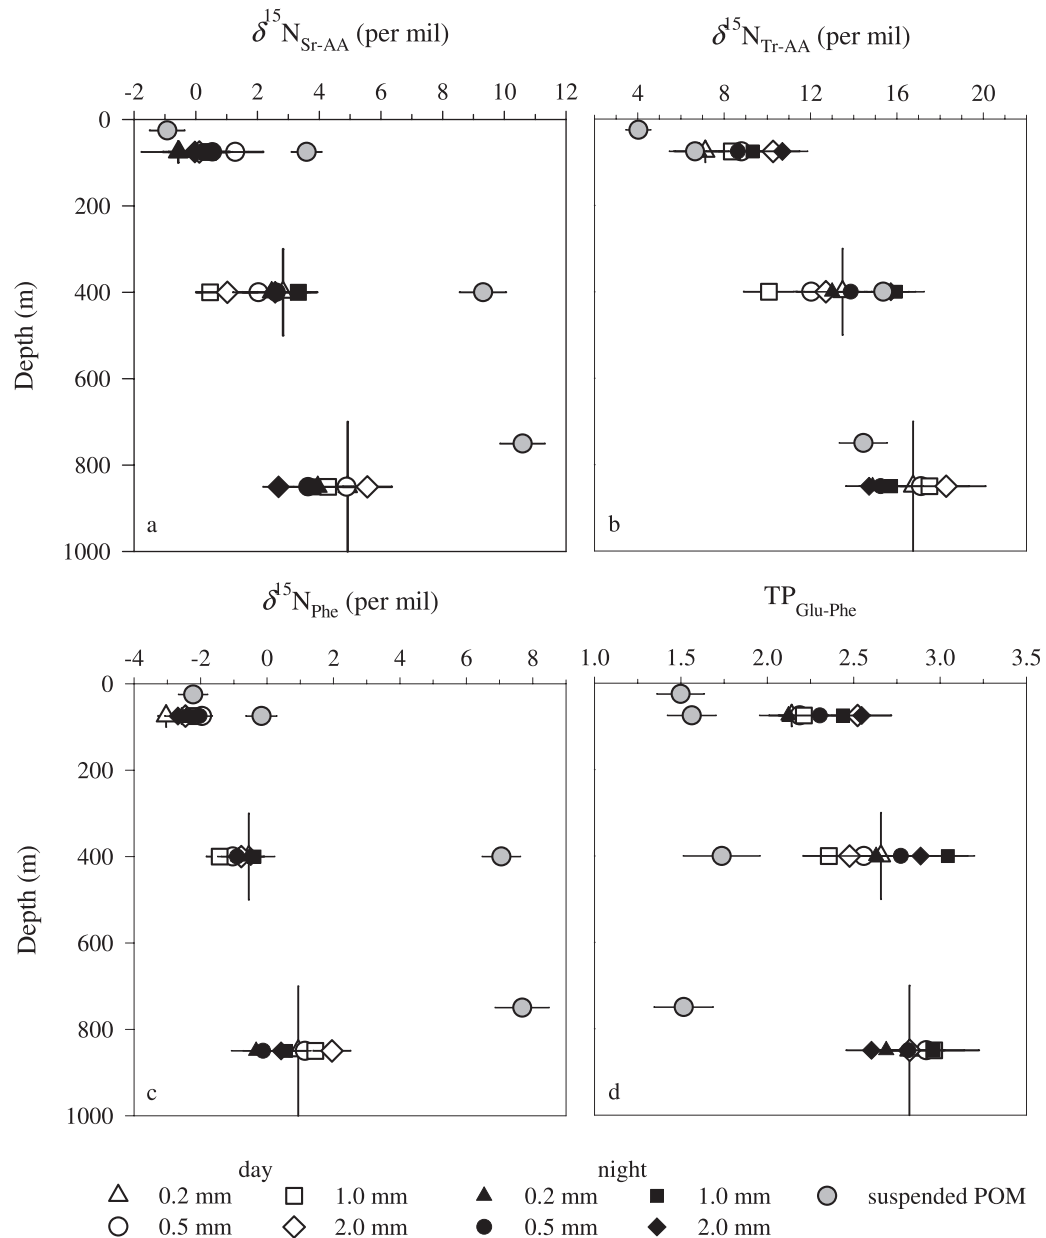 δ15NSr-AA (per mil)
δ15NTr-AA (per mil)
-2 0 2 4 6 8 10 12
4 8 12 16 20
0
200
400
600
800
1000
Depth (m)
a
b
δ15NPhe (per mil)
TPGlu-Phe
-4 -2 0 2 4 6 8
1.0 1.5 2.0 2.5 3.0 3.5
0
200
400
600
800
1000
Depth (m)
c
d
day
night
0.2 mm 1.0 mm 0.2 mm 1.0 mm suspended POM
0.5 mm 2.0 mm 0.5 mm 2.0 mm